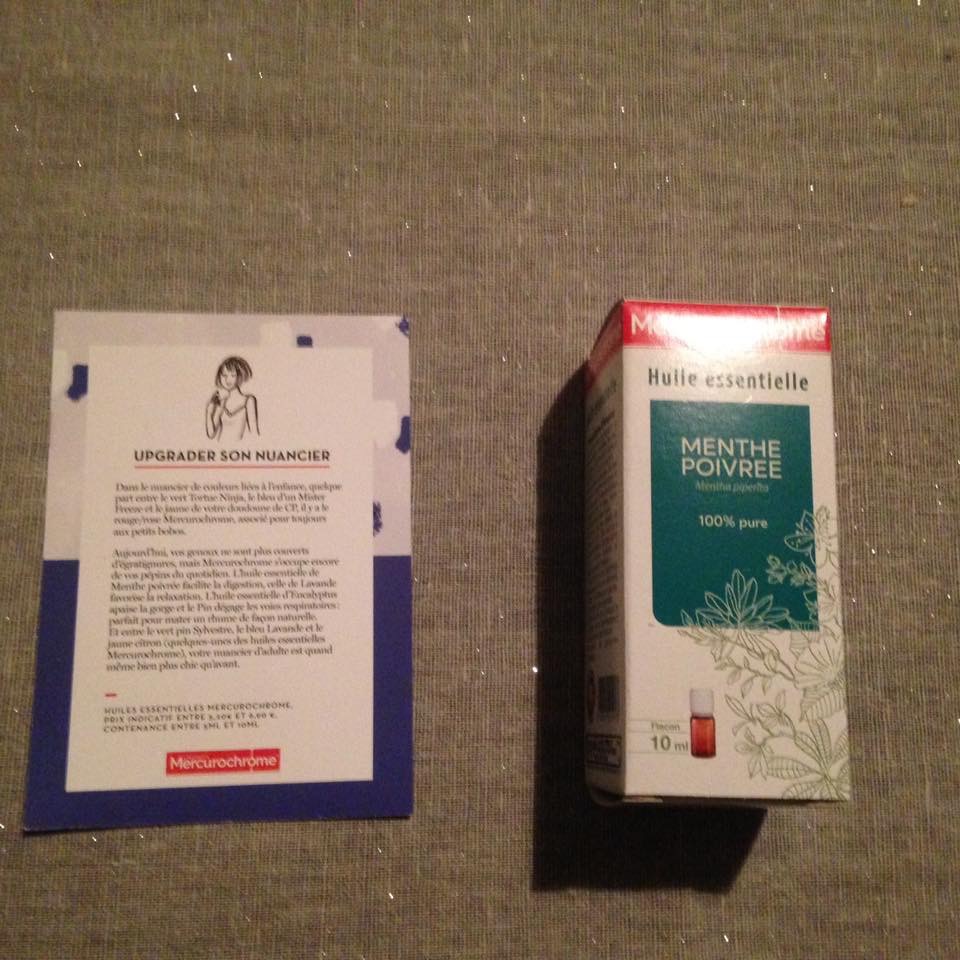 UPGRADER SON NUANCIER
Dans le nuancier de couleurs liées à l'enfance, quelque
part entre le vert Tortue Ninja, le bleu d'un Mister
Freeze et le jaune de votre doudoune de CP, il y a le
rouge/rose Mercurochrome, associé pour toujours
aux petits bobos.
Aujourd'hui, vos genoux ne sont plus couverts
d'égratignures, mais Mercurochrome s'occupe encore
de vos pépins du quotidien. L'huile essentielle de
Menthe poivrée facilite la digestion, celle de Lavande
favorise la relaxation. L'huile essentielle d'Eucalyptus
apaise la gorge et le Pin dégage les voies respiratoires :
parfait pour mater un rhume de façon naturelle.
Et entre le vert pin Sylvestre, le bleu Lavande et le
jaune citron (quelques-unes des huiles essentielles
Mercurochrome), votre nuancier d'adulte est quand
même bien plus chic qu'avant.
HUILES ESSENTIELLES MERCUROCHROME,
PRIX INDICATIF ENTRE ET
CONTENANCE ENTRE 5ML ET 10ML
Mercurochrome
Mercurochrome
Huile essentielle
MENTHE
POIVREE
Mentha piperita
100% pure
Flacon
10 ml